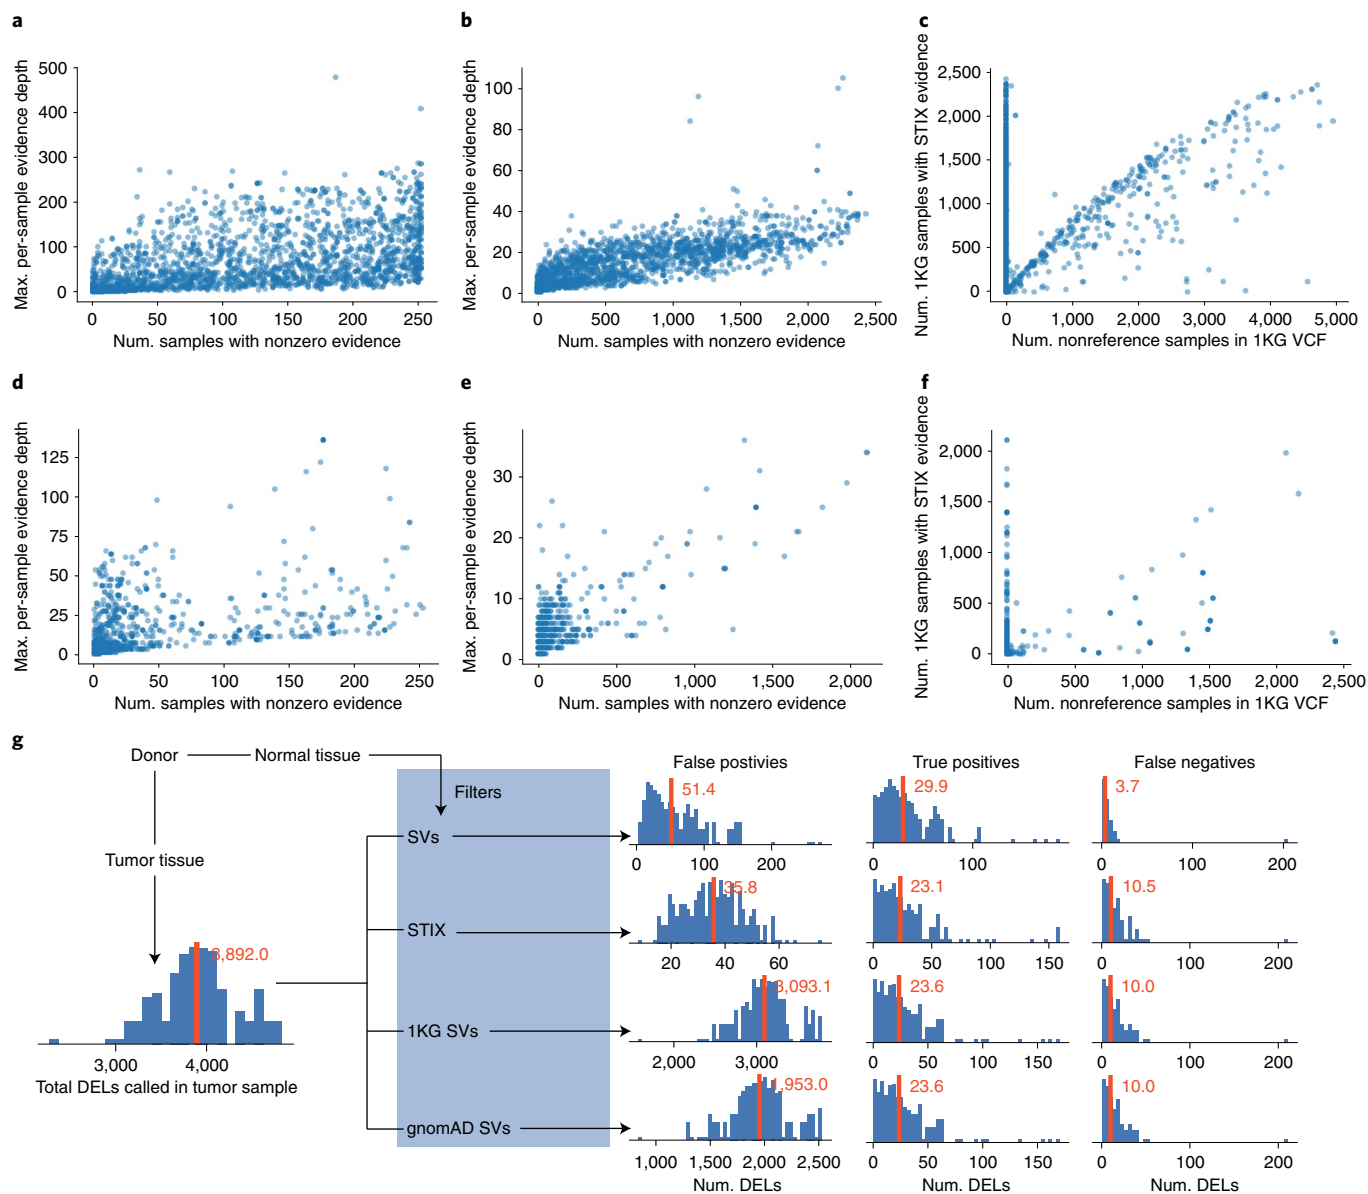 a
Max. per-sample evidence depth
500
400
300
200
100
0
0 50 100 150 200 250
Num. samples with nonzero evidence
b
Max. per-sample evidence depth
100
80
60
40
20
0
0 500 1,000 1,500 2,000 2,500
Num. samples with nonzero evidence
c
Num. 1KG samples with STIX evidence
2,500
2,000
1,500
1,000
500
0
0 1,000 2,000 3,000 4,000 5,000
Num. nonreference samples in 1KG VCF
d
Max. per-sample evidence depth
125
100
75
50
25
0
0 50 100 150 200 250
Num. samples with nonzero evidence
e
Max. per-sample evidence depth
30
20
10
0
0 500 1,000 1,500 2,000
Num. samples with nonzero evidence
f
Num. 1KG samples with STIX evidence
2,000
1,500
1,000
500
0
0 500 1,000 1,500 2,000 2,500
Num. nonreference samples in 1KG VCF
g
Donor
Normal tissue
Tumor tissue
3,892.0
3,000 4,000
Total DELs called in tumor sample
Filters
SVs
STIX
1KG SVs
gnomAD SVs
False postivies
True positives
False negatives
51.4
0 100 200
29.9
0 100
3.7
0 100 200
35.8
20 40 60
23.1
0 50 100 150
10.5
0 100 200
3,093.1
2,000 3,000
23.6
0 50 100 150
10.0
0 100 200
1,953.0
1,000 1,500 2,000 2,500
Num. DELs
23.6
0 50 100 150
Num. DELs
10.0
0 100 200
Num. DELs